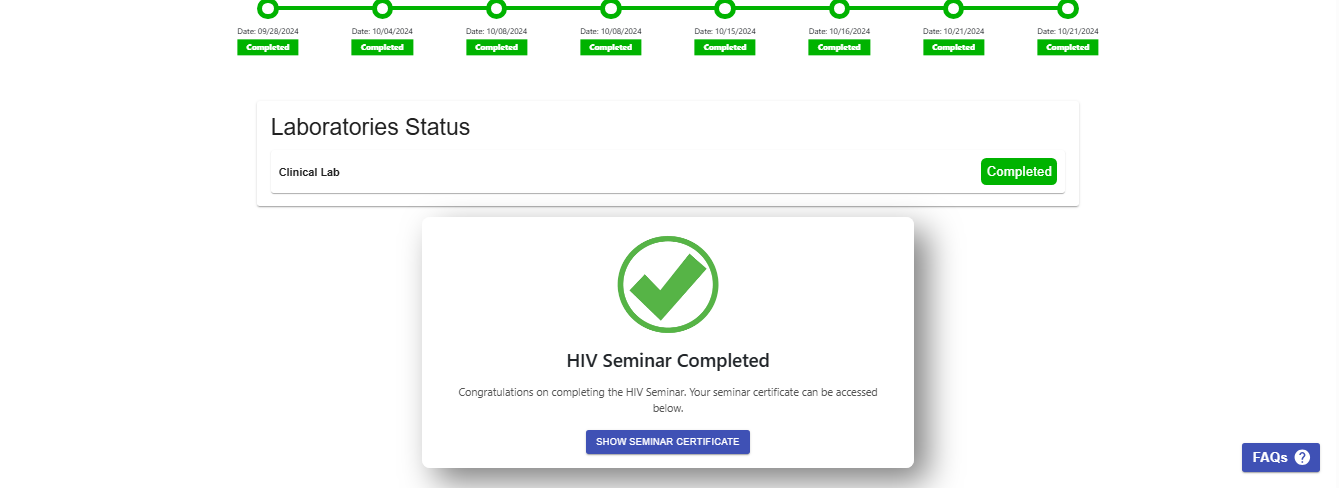 Date: 09/28/2024 Date: 10/04/2024 Date: 10/08/2024 Date: 10/08/2024 Date: 10/15/2024 Date: 10/16/2024 Date: 10/21/2024 Date: 10/21/2024
Completed Completed Completed Completed Completed Completed Completed Completed
Laboratories Status
Clinical Lab Completed
HIV Seminar Completed
Congratulations on completing the HIV Seminar. Your seminar certificate can be accessed
below.
SHOW SEMINAR CERTIFICATE
FAQs ?